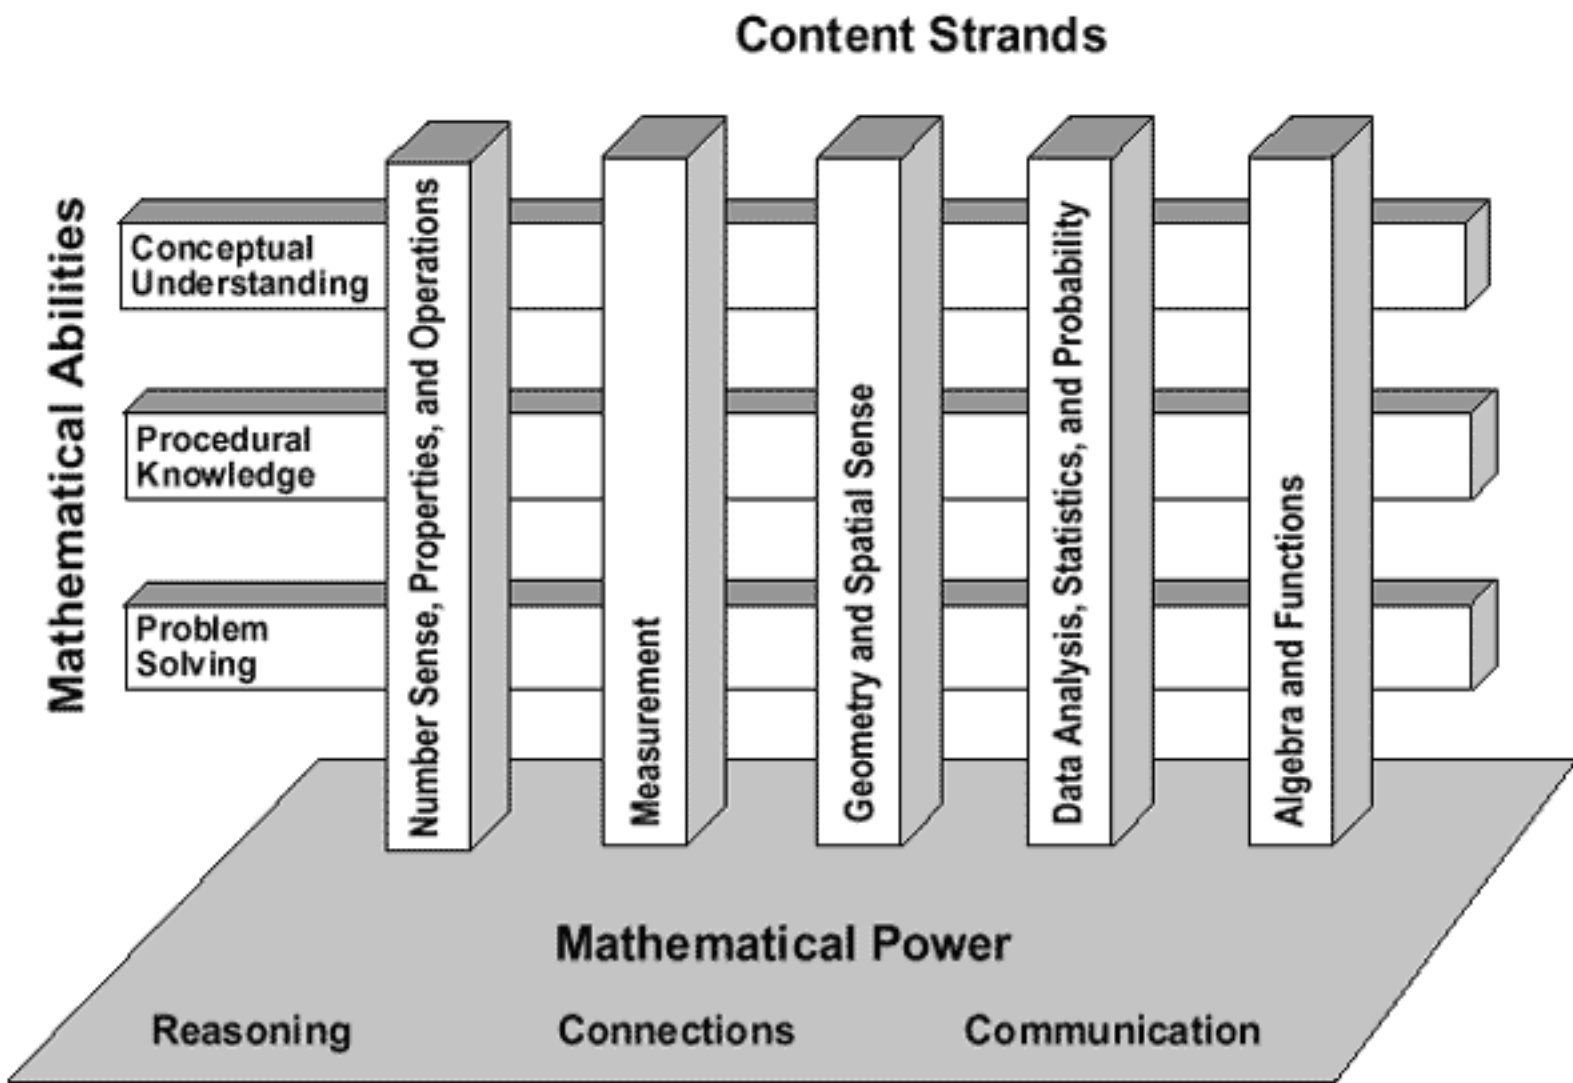 Content Strands
Mathematical Abilities
Conceptual
Understanding
Procedural
Knowledge
Problem
Solving
Number Sense, Properties, and Operations
Measurement
Geometry and Spatial Sense
Data Analysis, Statistics, and Probability
Algebra and Functions
Mathematical Power
Reasoning
Connections
Communication